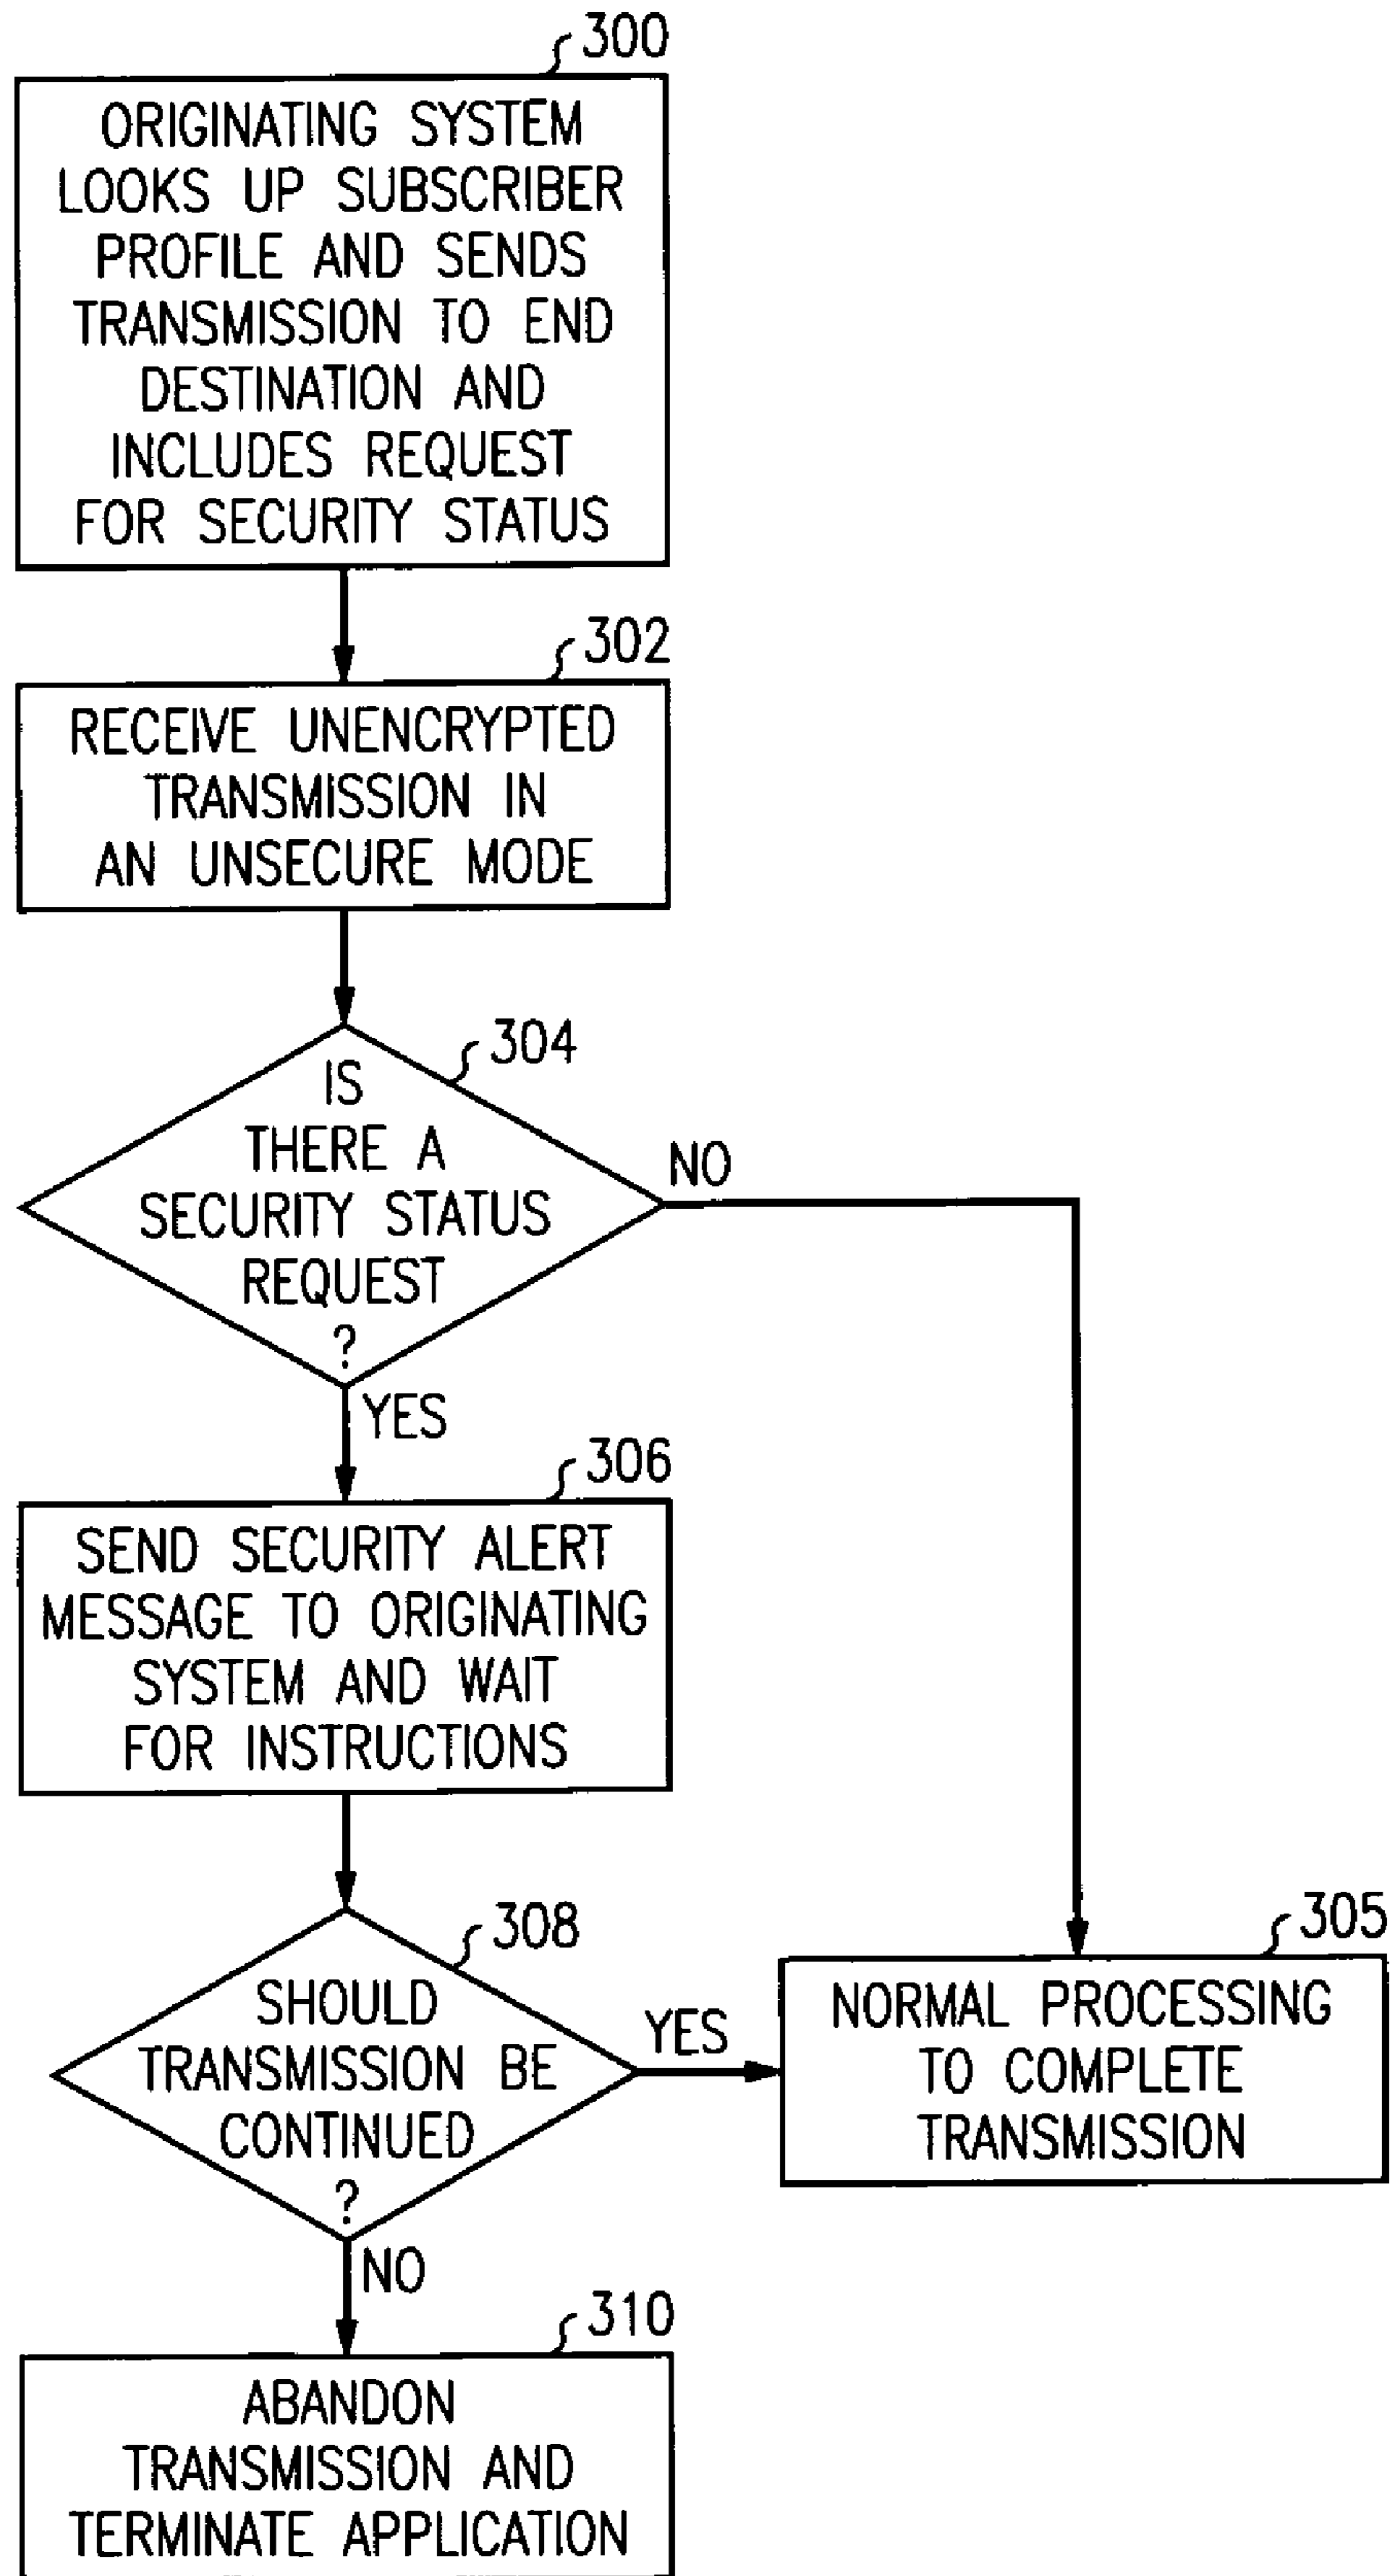 300
ORIGINATING SYSTEM
LOOKS UP SUBSCRIBER
PROFILE AND SENDS
TRANSMISSION TO END
DESTINATION AND
INCLUDES REQUEST
FOR SECURITY STATUS
302
RECEIVE UNENCRYPTED
TRANSMISSION IN
AN UNSECURE MODE
304
IS
THERE A
SECURITY STATUS
REQUEST
?
NO
YES
306
SEND SECURITY ALERT
MESSAGE TO ORIGINATING
SYSTEM AND WAIT
FOR INSTRUCTIONS
308
SHOULD
TRANSMISSION BE
CONTINUED
?
YES
305
NORMAL PROCESSING
TO COMPLETE
TRANSMISSION
NO
310
ABANDON
TRANSMISSION AND
TERMINATE APPLICATION